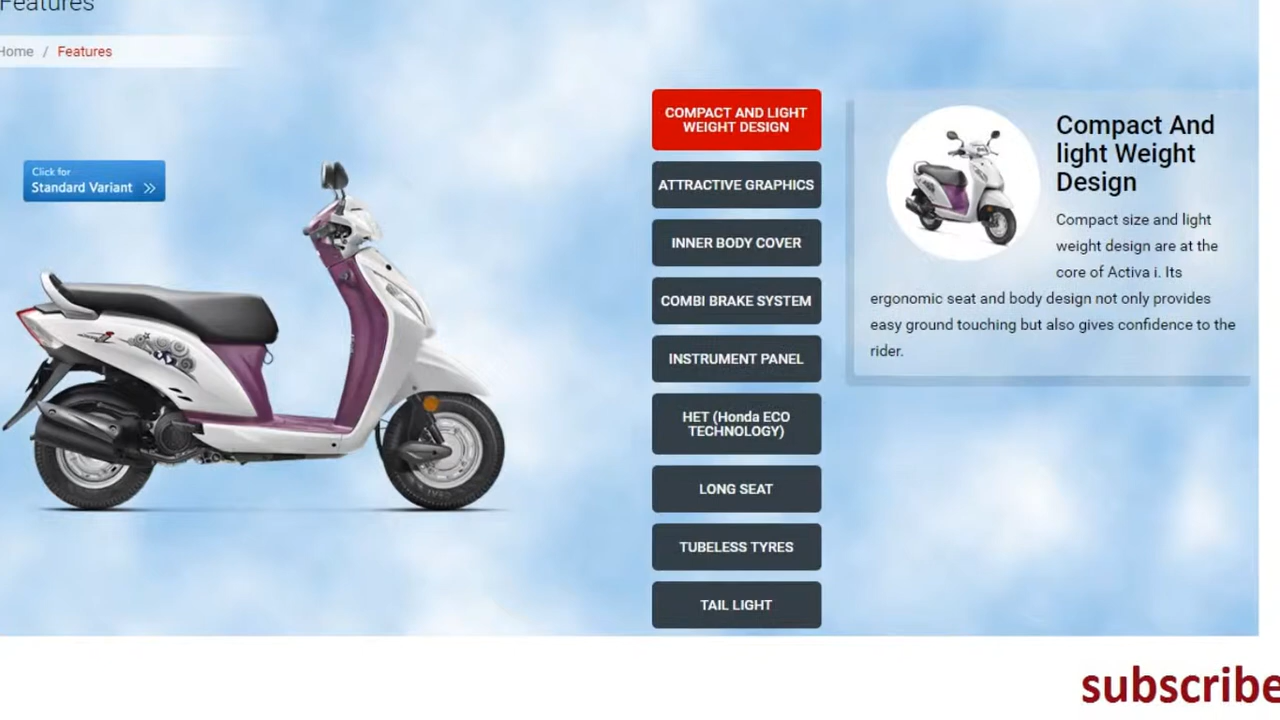 Features
Home / Features
Click for
Standard Variant
COMPACT AND LIGHT
WEIGHT DESIGN
ATTRACTIVE GRAPHICS
INNER BODY COVER
COMBI BRAKE SYSTEM
INSTRUMENT PANEL
HET (Honda ECO
TECHNOLOGY)
LONG SEAT
TUBELESS TYRES
TAIL LIGHT
Compact And
light Weight
Design
Compact size and light
weight design are at the
core of Activa i. Its
ergonomic seat and body design not only provides
easy ground touching but also gives confidence to the
rider.
subscribe